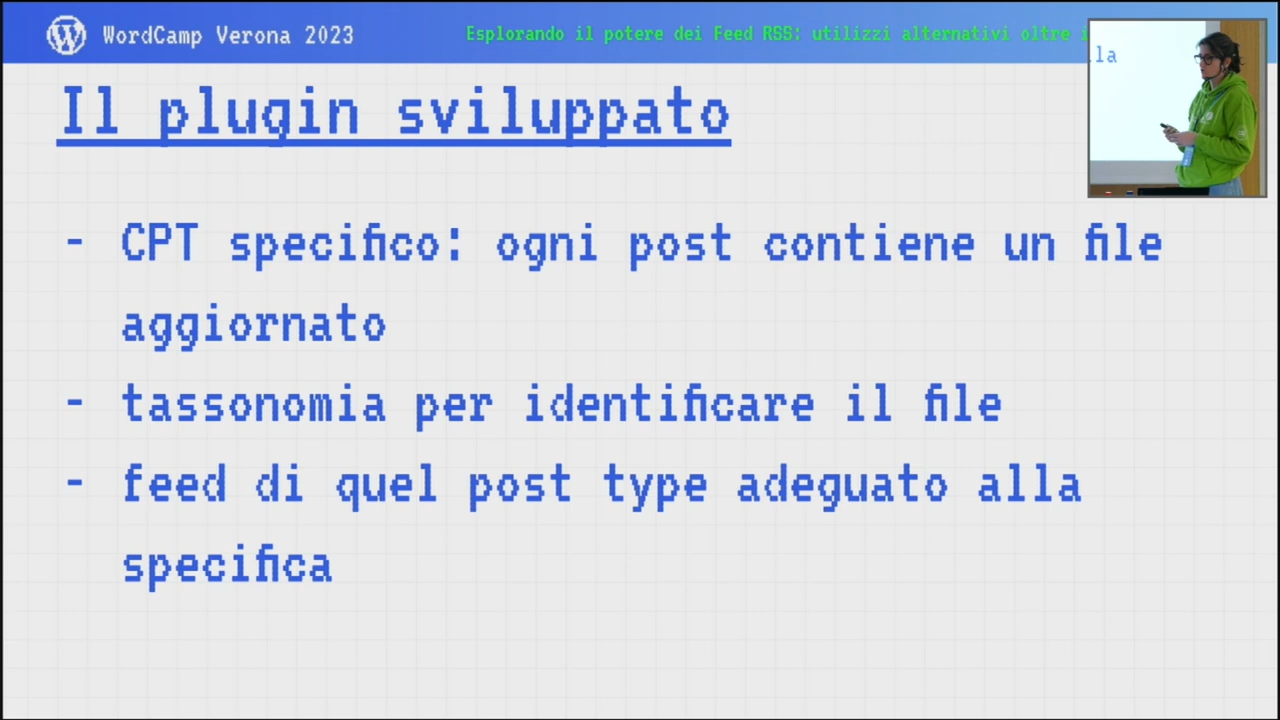 WordCamp Verona 2023
Esplorando il potere dei Feed RSS: utilizzi alternativi oltre
Il plugin sviluppato
- CPT specifico: ogni post contiene un file
aggiornato
- tassonomia per identificare il file
- feed di quel post type adeguato alla
specifica